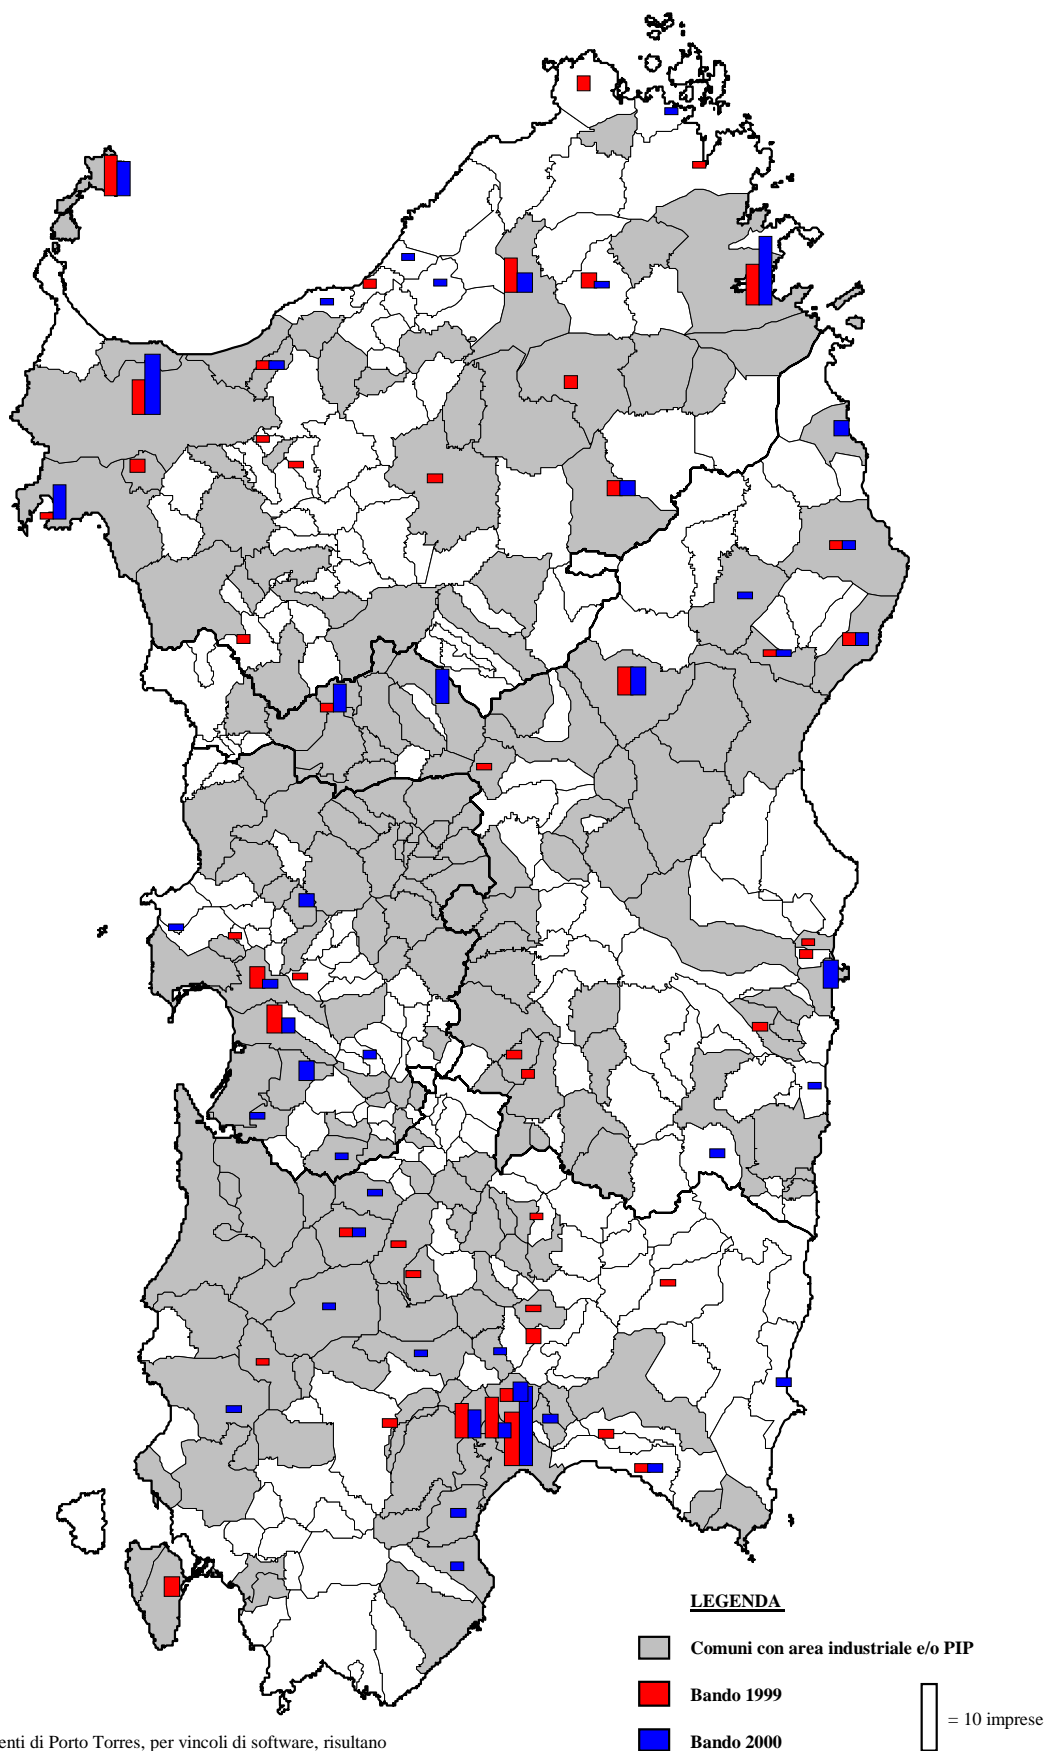 LEGENDA
Comuni con area industriale e/o PIP
Bando 1999
= 10 imprese
Bando 2000
di Porto Torres, per vincoli di software, risultano